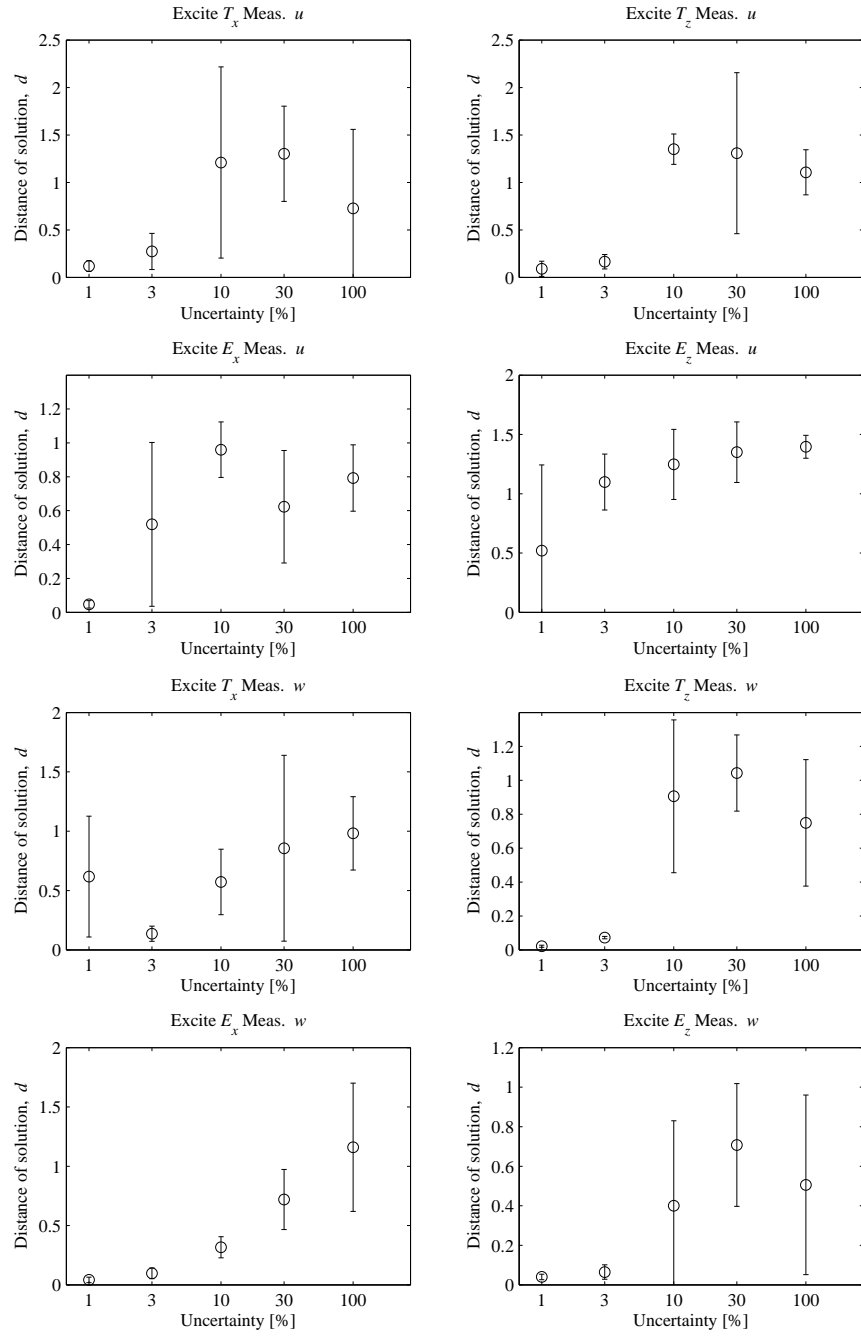 Excite T_x Meas. u
2.5
2
1.5
1
0.5
0
Distance of solution, d
1 3 10 30 100
Uncertainty [%]
Excite T_z Meas. u
2.5
2
1.5
1
0.5
0
Distance of solution, d
1 3 10 30 100
Uncertainty [%]
Excite E_x Meas. u
1.2
1
0.8
0.6
0.4
0.2
0
Distance of solution, d
1 3 10 30 100
Uncertainty [%]
Excite E_z Meas. u
2
1.5
1
0.5
0
Distance of solution, d
1 3 10 30 100
Uncertainty [%]
Excite T_x Meas. w
2
1.5
1
0.5
0
Distance of solution, d
1 3 10 30 100
Uncertainty [%]
Excite T_z Meas. w
1.2
1
0.8
0.6
0.4
0.2
0
Distance of solution, d
1 3 10 30 100
Uncertainty [%]
Excite E_x Meas. w
2
1.5
1
0.5
0
Distance of solution, d
1 3 10 30 100
Uncertainty [%]
Excite E_z Meas. w
1.2
1
0.8
0.6
0.4
0.2
0
Distance of solution, d
1 3 10 30 100
Uncertainty [%]